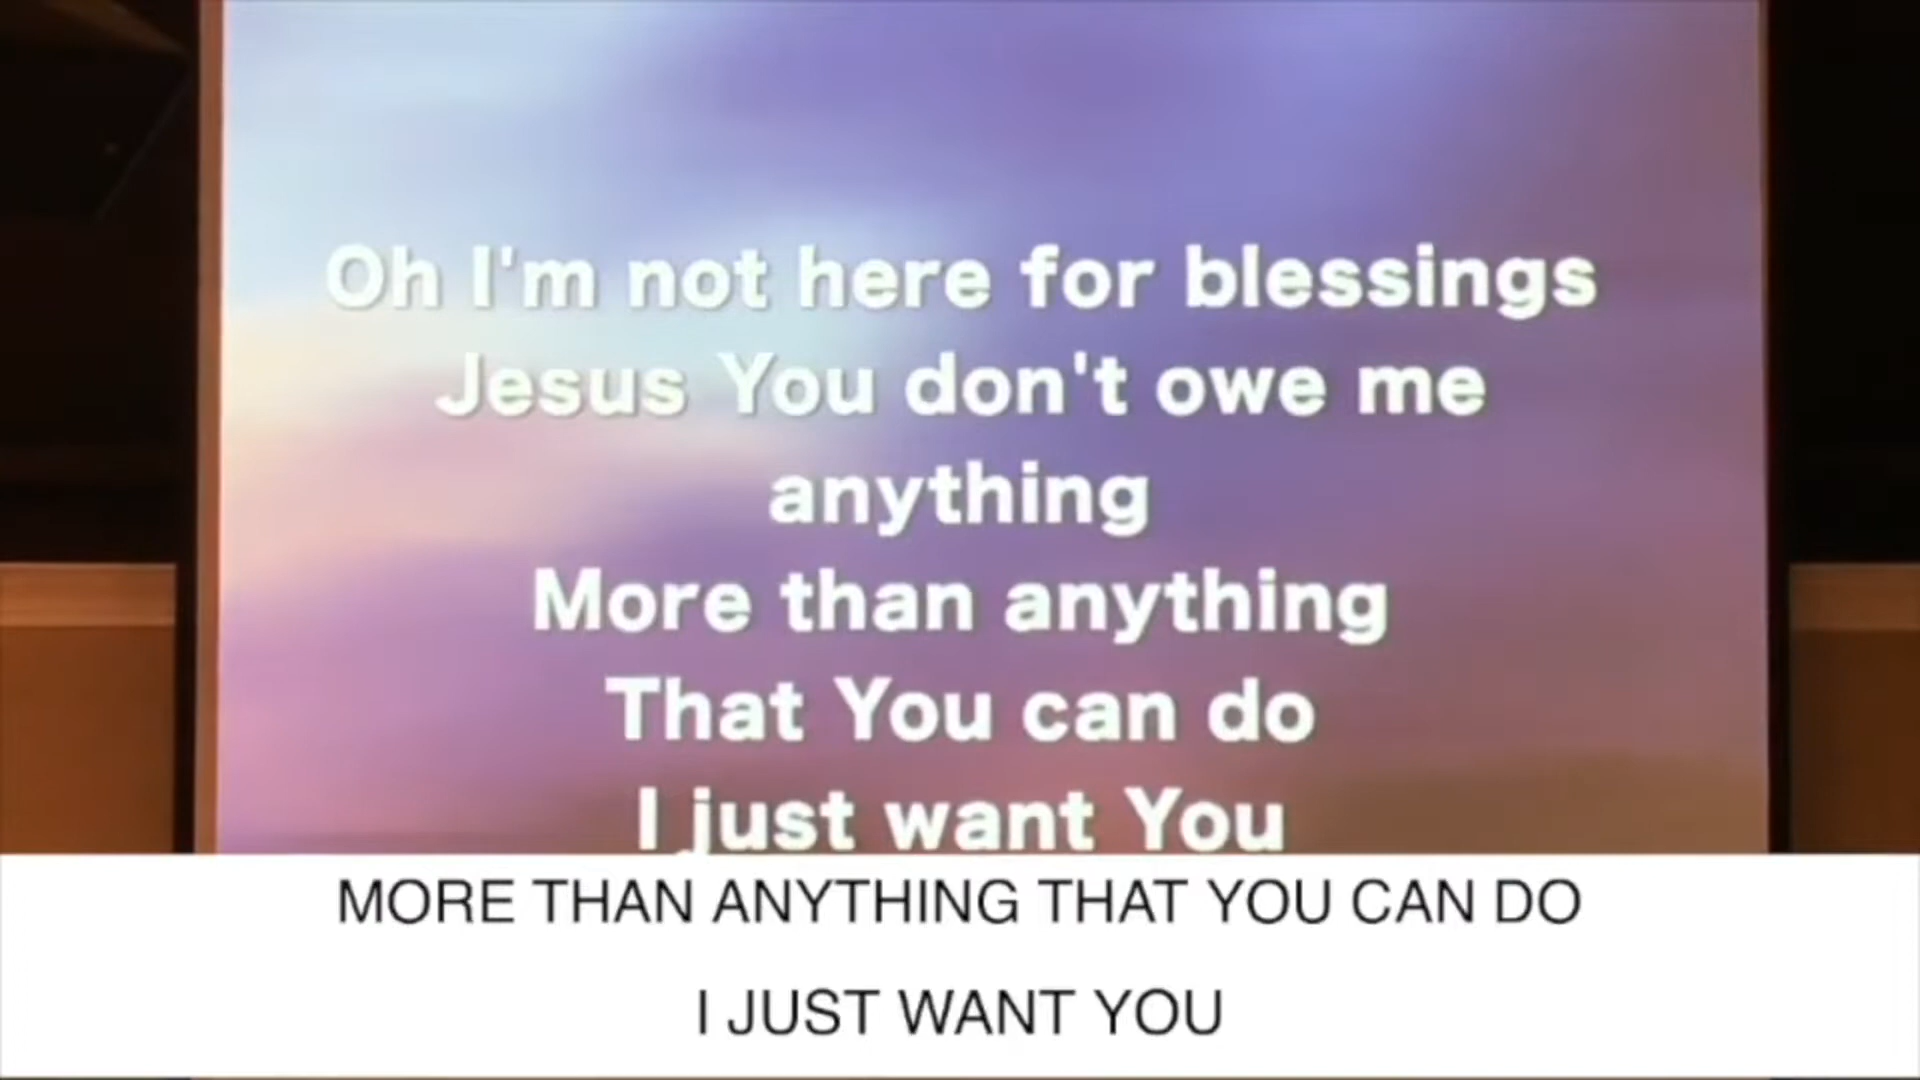 Oh I'm not here for blessings
Jesus You don't owe me
anything
More than anything
That You can do
I just want You
MORE THAN ANYTHING THAT YOU CAN DO
I JUST WANT YOU